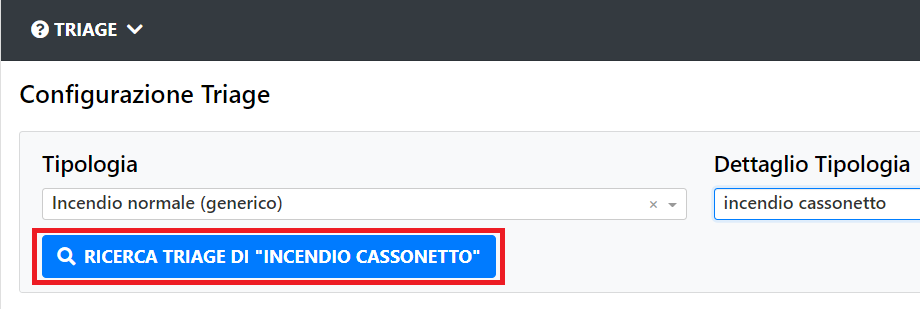 TRIAGE
Configurazione Triage
Tipologia
Incendio normale (generico)
Dettaglio Tipologia
incendio cassonetto
RICERCA TRIAGE DI "INCENDIO CASSONETTO"